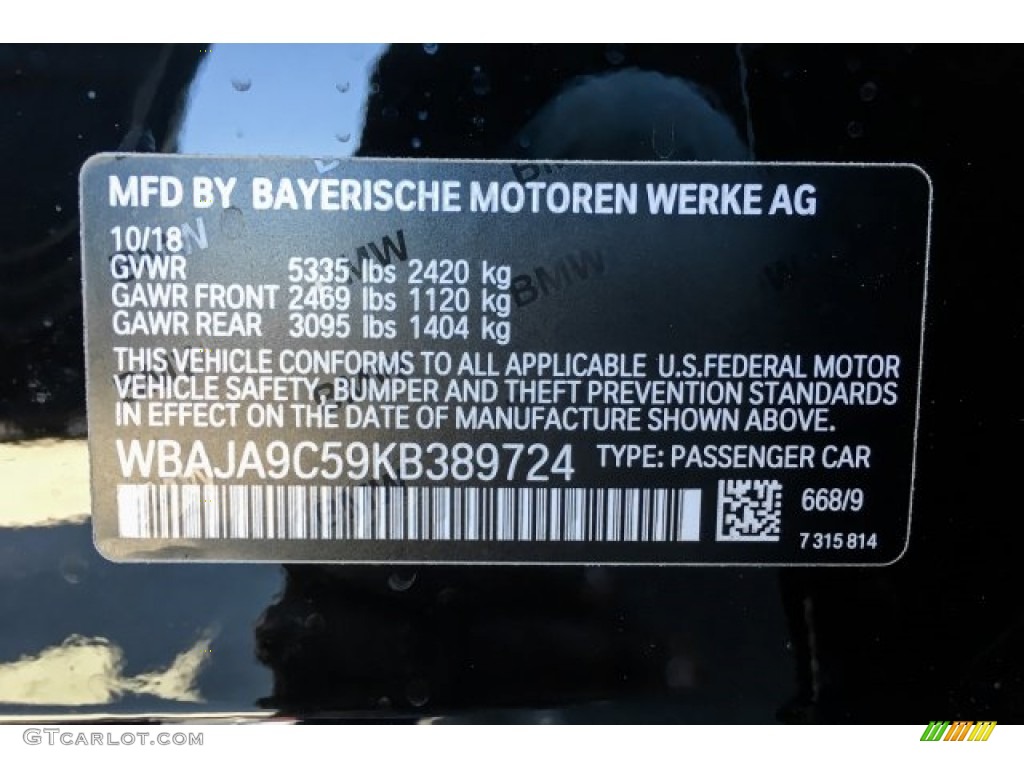 MFD BY BAYERISCHE MOTOREN WERKE AG
10/18
GVWR 5335 lbs 2420 kg
GAWR FRONT 2469 lbs 1120 kg
GAWR REAR 3095 lbs 1404 kg
THIS VEHICLE CONFORMS TO ALL APPLICABLE U.S.FEDERAL MOTOR
VEHICLE SAFETY, BUMPER AND THEFT PREVENTION STANDARDS
IN EFFECT ON THE DATE OF MANUFACTURE SHOWN ABOVE.
WBAJA9C59KB389724 TYPE: PASSENGER CAR
668/9
7 315 814
BMW
BMW
GTCARLOT.COM